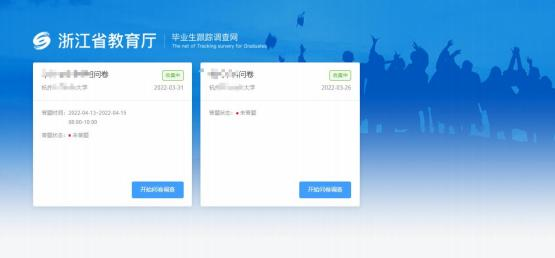 浙江省教育厅
毕业生跟踪调查网
The net of Tracking survery for Graduates
问卷
收集中
杭州
大学
2022-03-31
答题时间：2022-04-13~2022-04-15
08:00-10:00
答题状态：未答题
开始问卷调查
问卷
收集中
杭州
大学
2022-03-26
答题状态：未答题
开始问卷调查